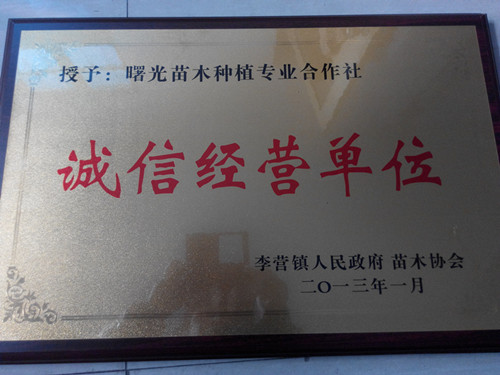 授予：曙光苗木种植专业合作社
诚信经营单位
李营镇人民政府 苗木协会
二〇一三年一月